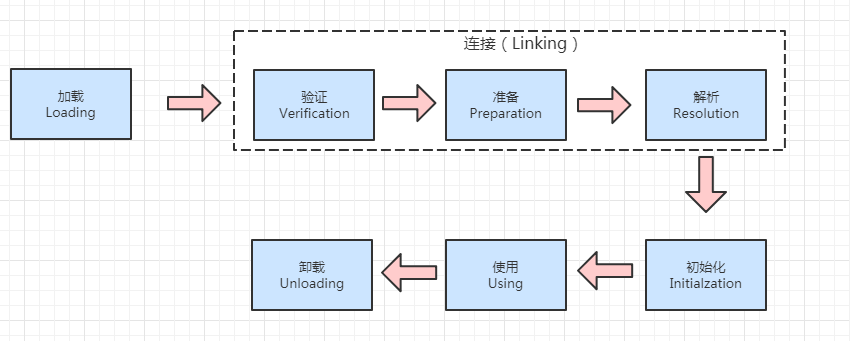 连接（Linking）
加载
Loading
验证
Verification
准备
Preparation
解析
Resolution
初始化
Initialzation
使用
Using
卸载
Unloading